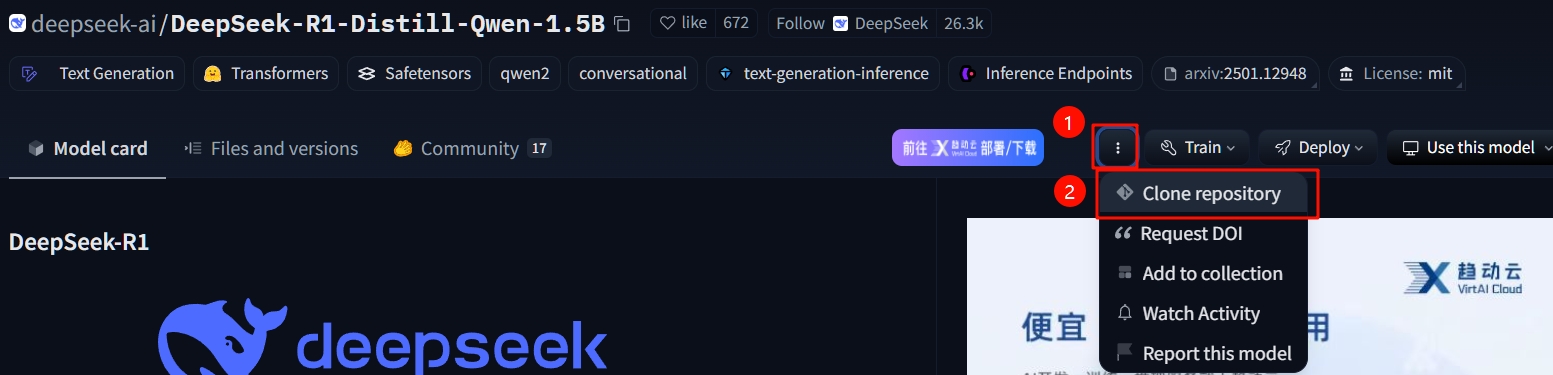 deepseek-ai/DeepSeek-R1-Distill-Qwen-1.5B like 672 Follow DeepSeek 26.3k
Text Generation Transformers Safetensors qwen2 conversational text-generation-inference Inference Endpoints arxiv:2501.12948 License: mit
1
Model card Files and versions Community 17 前往 趋动云 VirtAI Cloud 部署/下载 Train Deploy Use this model
2 Clone repository
DeepSeek-R1 Request DOI
Add to collection 趋动云
VirtAI Cloud
Watch Activity
便宜 用
deepseek Report this model